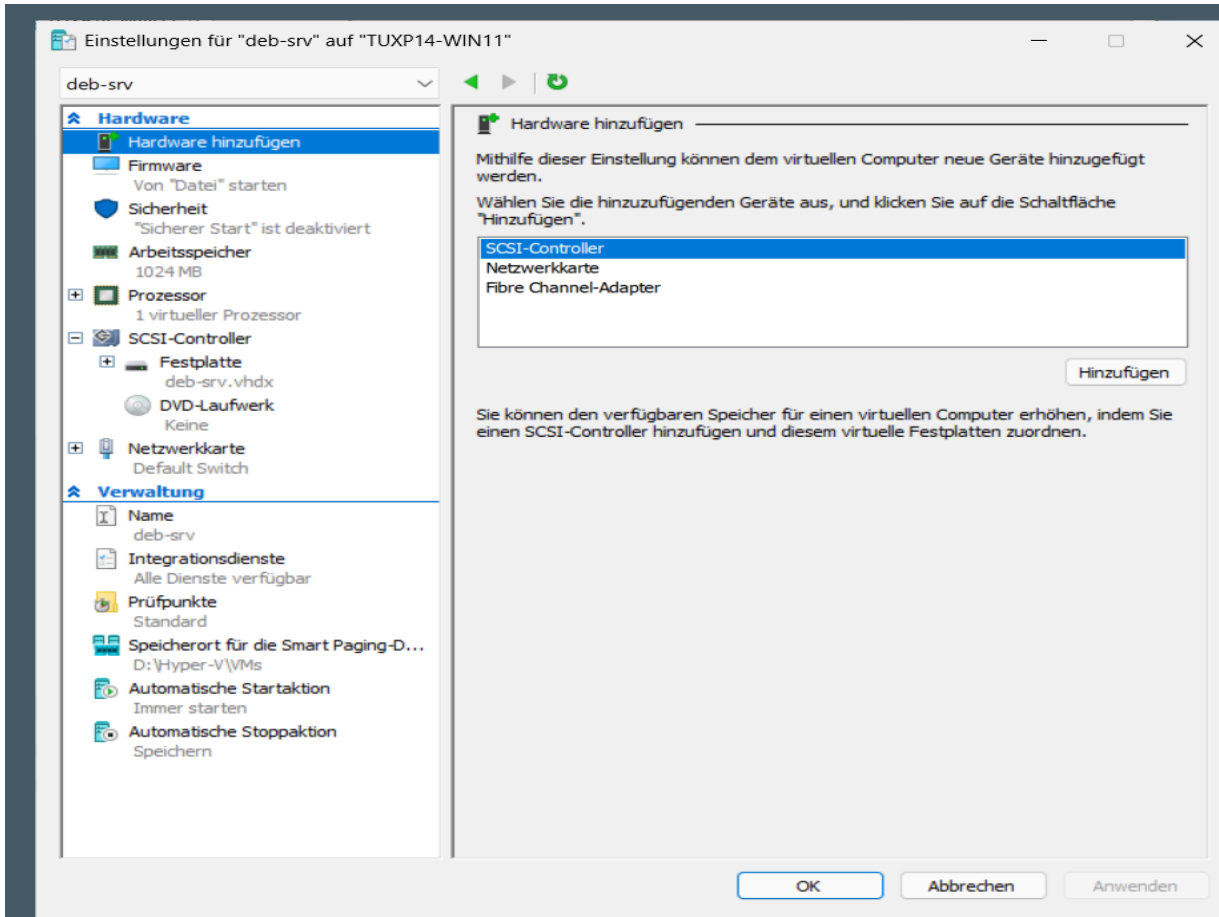 Einstellungen für "deb-srv" auf "TUXP14-WIN11"
deb-srv
Hardware
Hardware hinzufügen
Firmware
Von "Datei" starten
Sicherheit
"Sicherer Start" ist deaktiviert
Arbeitsspeicher
1024 MB
Prozessor
1 virtueller Prozessor
SCSI-Controller
Festplatte
deb-srv.vhdx
DVD-Laufwerk
Keine
Netzwerkkarte
Default Switch
Verwaltung
Name
deb-srv
Integrationsdienste
Alle Dienste verfügbar
Prüfpunkte
Standard
Speicherort für die Smart Paging-D...
D:\Hyper-V\VMs
Automatische Startaktion
Immer starten
Automatische Stoppaktion
Speichern
Hardware hinzufügen
Mithilfe dieser Einstellung können dem virtuellen Computer neue Geräte hinzugefügt
werden.
Wählen Sie die hinzuzufügenden Geräte aus, und klicken Sie auf die Schaltfläche
"Hinzufügen".
SCSI-Controller
Netzwerkkarte
Fibre Channel-Adapter
Hinzufügen
Sie können den verfügbaren Speicher für einen virtuellen Computer erhöhen, indem Sie
einen SCSI-Controller hinzufügen und diesem virtuelle Festplatten zuordnen.
OK
Abbrechen
Anwenden